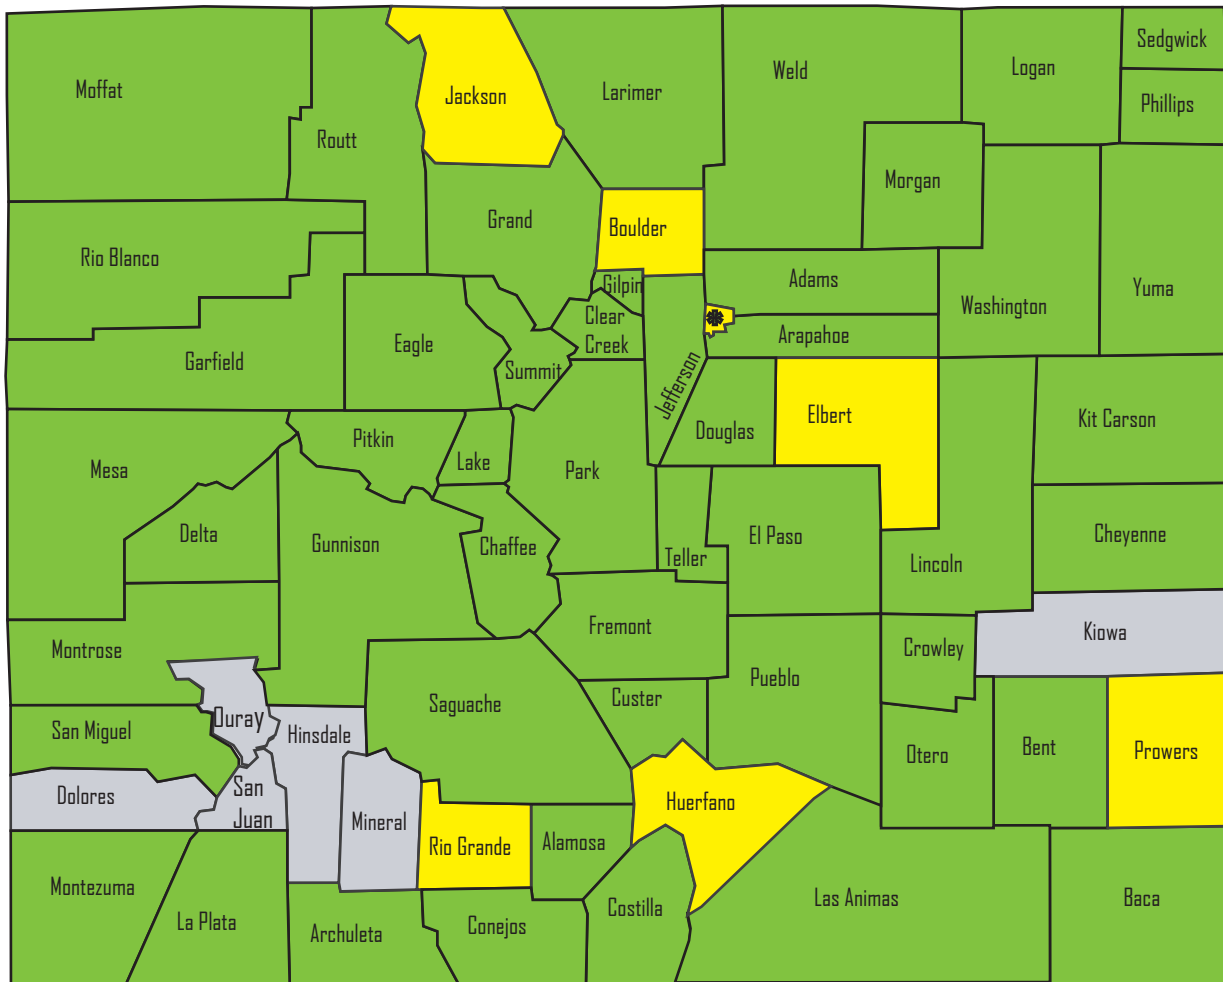 Sedgwick
Logan
Weld
Moffat
Larimer
Jackson
Phillips
Routt
Morgan
Grand
Boulder
Rio Blanco
Adams
Gilpin
Yuma
Washington
Clear
Creek
Arapahoe
Eagle
Garfield
Summit
Jefferson
Elbert
Kit Carson
Douglas
Pitkin
Lake
Mesa
Park
Delta
Cheyenne
El Paso
Gunnison
Chaffee
Teller
Lincoln
Fremont
Kiowa
Montrose
Crowley
Pueblo
Custer
Saguache
Ouray
San Miguel
Hinsdale
Bent
Prowers
Otero
San
Juan
Dolores
Huerfano
Mineral
Alamosa
Rio Grande
Montezuma
Las Animas
Baca
Costilla
La Plata
Conejos
Archuleta